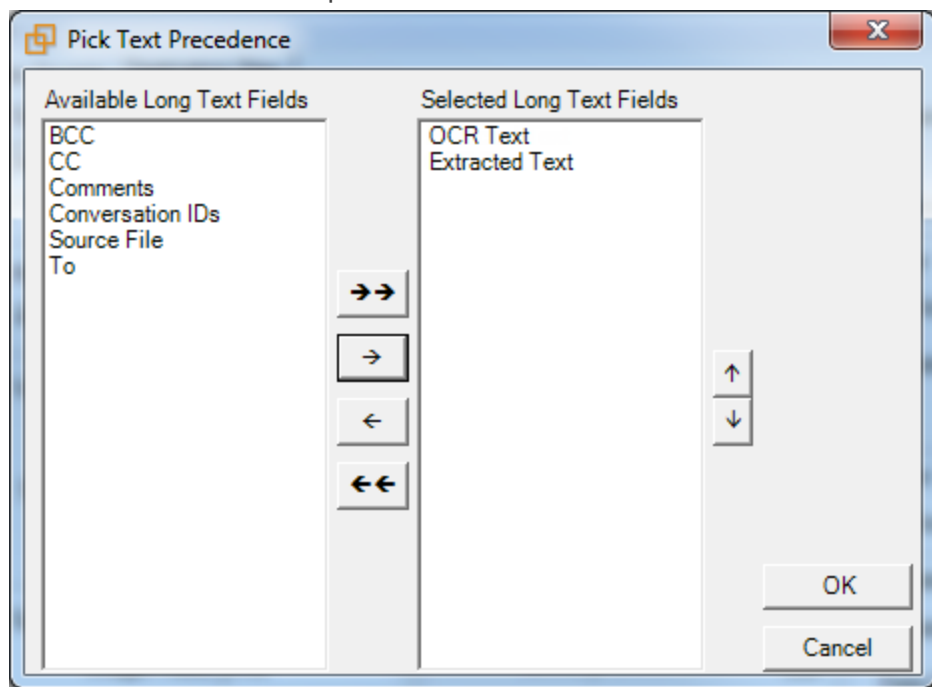 Pick Text Precedence
Available Long Text Fields
BCC
CC
Comments
Conversation IDs
Source File
To
Selected Long Text Fields
OCR Text
Extracted Text
OK
Cancel